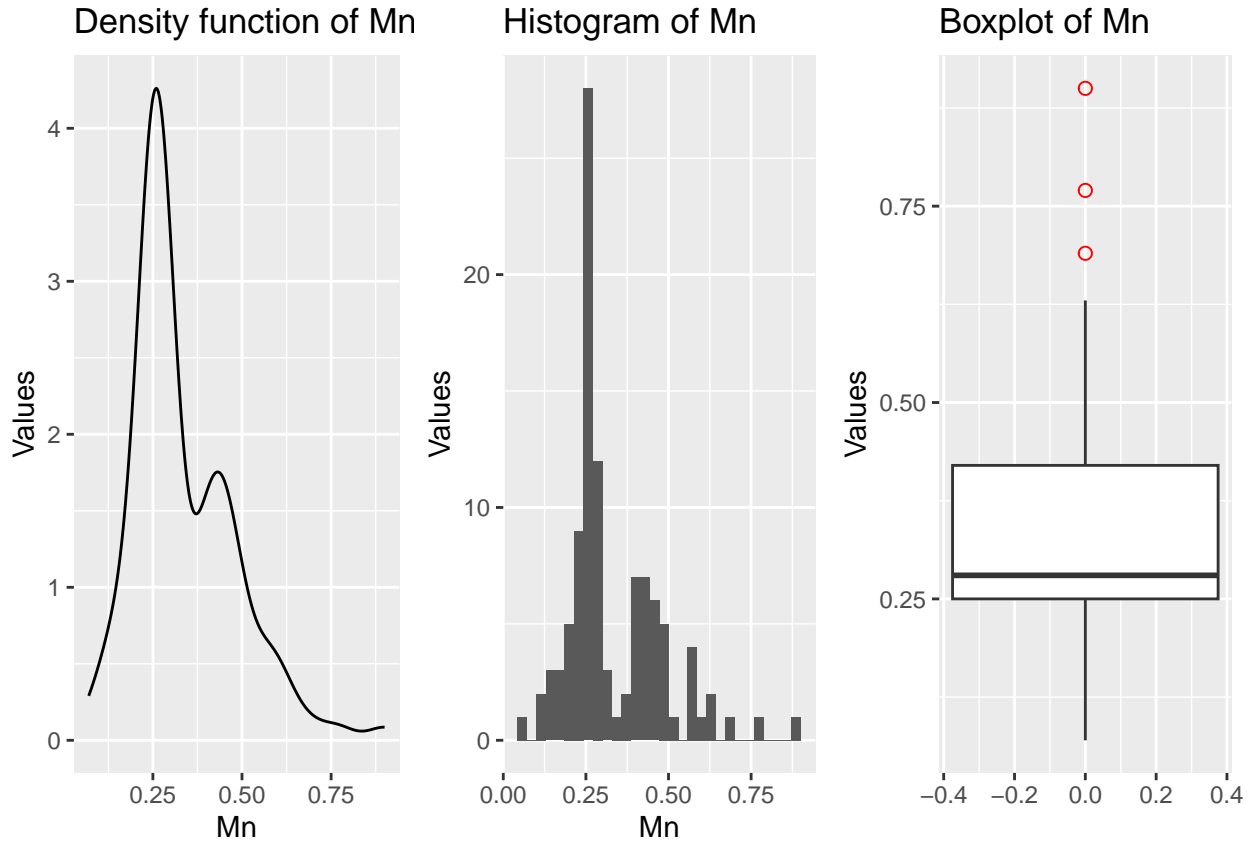 Density function of Mn
Values
4
3
2
1
0
0.25 0.50 0.75
Mn
Histogram of Mn
Values
20
10
0
0.00 0.25 0.50 0.75
Mn
Boxplot of Mn
Values
0.75
0.50
0.25
−0.4 −0.2 0.0 0.2 0.4